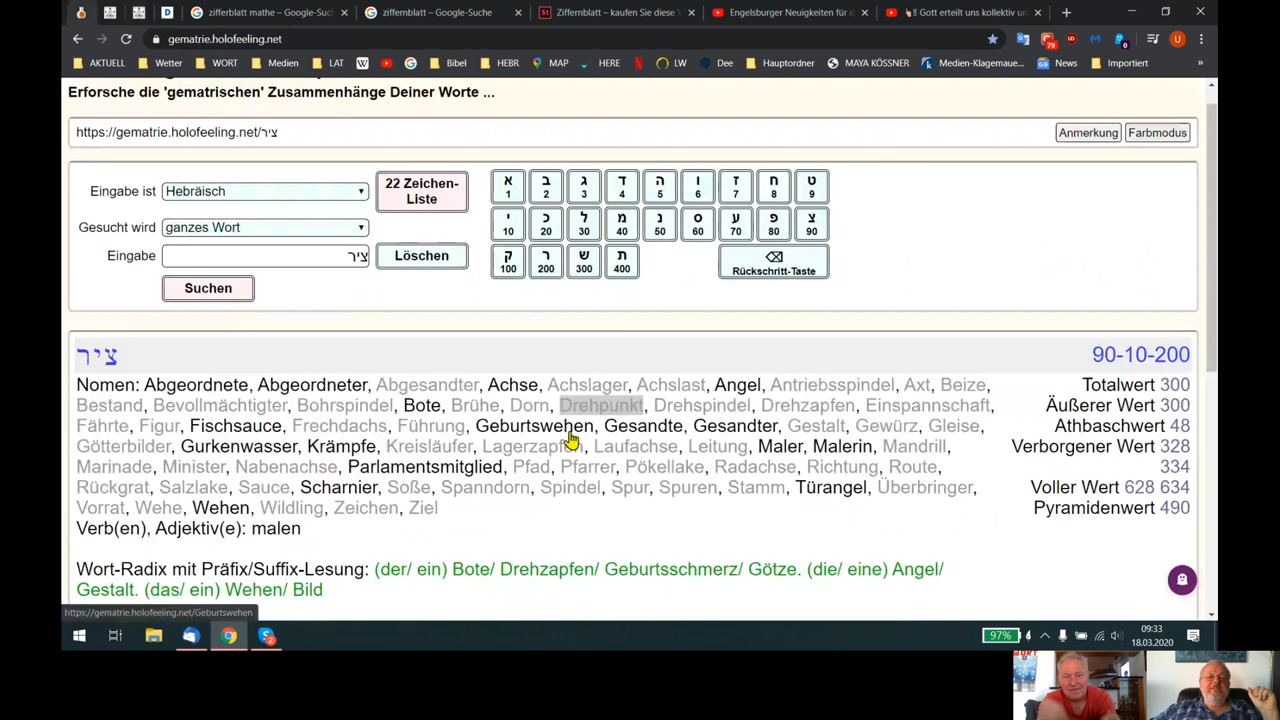 zifferblatt mathe – Google-Suc
ziffernblatt – Google-Suche
Ziffernblatt – kaufen Sie diese V
Engelsburger Neuigkeiten für d
Gott erteilt uns kollektiv un
gematrie.holofeeling.net
AKTUELL Wetter WORT Medien LAT Bibel HEBR MAP HERE LW Dee Hauptordner MAYA KÖSSNER Medien-Klagemaue... News Importiert »
Erforsche die 'gematrischen' Zusammenhänge Deiner Worte ...
https://gematrie.holofeeling.net/ציר Anmerkung Farbmodus
Eingabe ist Hebräisch
22 Zeichen-
Liste
Gesucht wird ganzes Wort
Eingabe ציר Löschen
Suchen
א ב ג ד ה ו ז ח ט
1 2 3 4 5 6 7 8 9
י כ ל מ נ ס ע פ צ
10 20 30 40 50 60 70 80 90
ק ר ש ת
100 200 300 400
Rückschritt-Taste
ציר 90-10-200
Nomen: Abgeordnete, Abgeordneter, Abgesandter, Achse, Achslager, Achslast, Angel, Antriebsspindel, Axt, Beize, Totalwert 300
Bestand, Bevollmächtigter, Bohrspindel, Bote, Brühe, Dorn, Drehpunkt, Drehspindel, Drehzapfen, Einspannschaft, Äußerer Wert 300
Fährte, Figur, Fischsauce, Frechdachs, Führung, Geburtswehen, Gesandte, Gesandter, Gestalt, Gewürz, Gleise, Athbaschwert 48
Götterbilder, Gurkenwasser, Krämpfe, Kreisläufer, Lagerzapfen, Laufachse, Leitung, Maler, Malerin, Mandrill, Verborgener Wert 328
Marinade, Minister, Nabenachse, Parlamentsmitglied, Pfad, Pfarrer, Pökellake, Radachse, Richtung, Route, 334
Rückgrat, Salzlake, Sauce, Scharnier, Soße, Spanndorn, Spindel, Spur, Spuren, Stamm, Türangel, Überbringer, Voller Wert 628 634
Vorrat, Wehe, Wehen, Wildling, Zeichen, Ziel Pyramidenwert 490
Verb(en), Adjektiv(e): malen
Wort-Radix mit Präfix/Suffix-Lesung: (der/ ein) Bote/ Drehzapfen/ Geburtsschmerz/ Götze. (die/ eine) Angel/
Gestalt. (das/ ein) Wehen/ Bild
https://gematrie.holofeeling.net/Geburtswehen
97%
09:33
18.03.2020